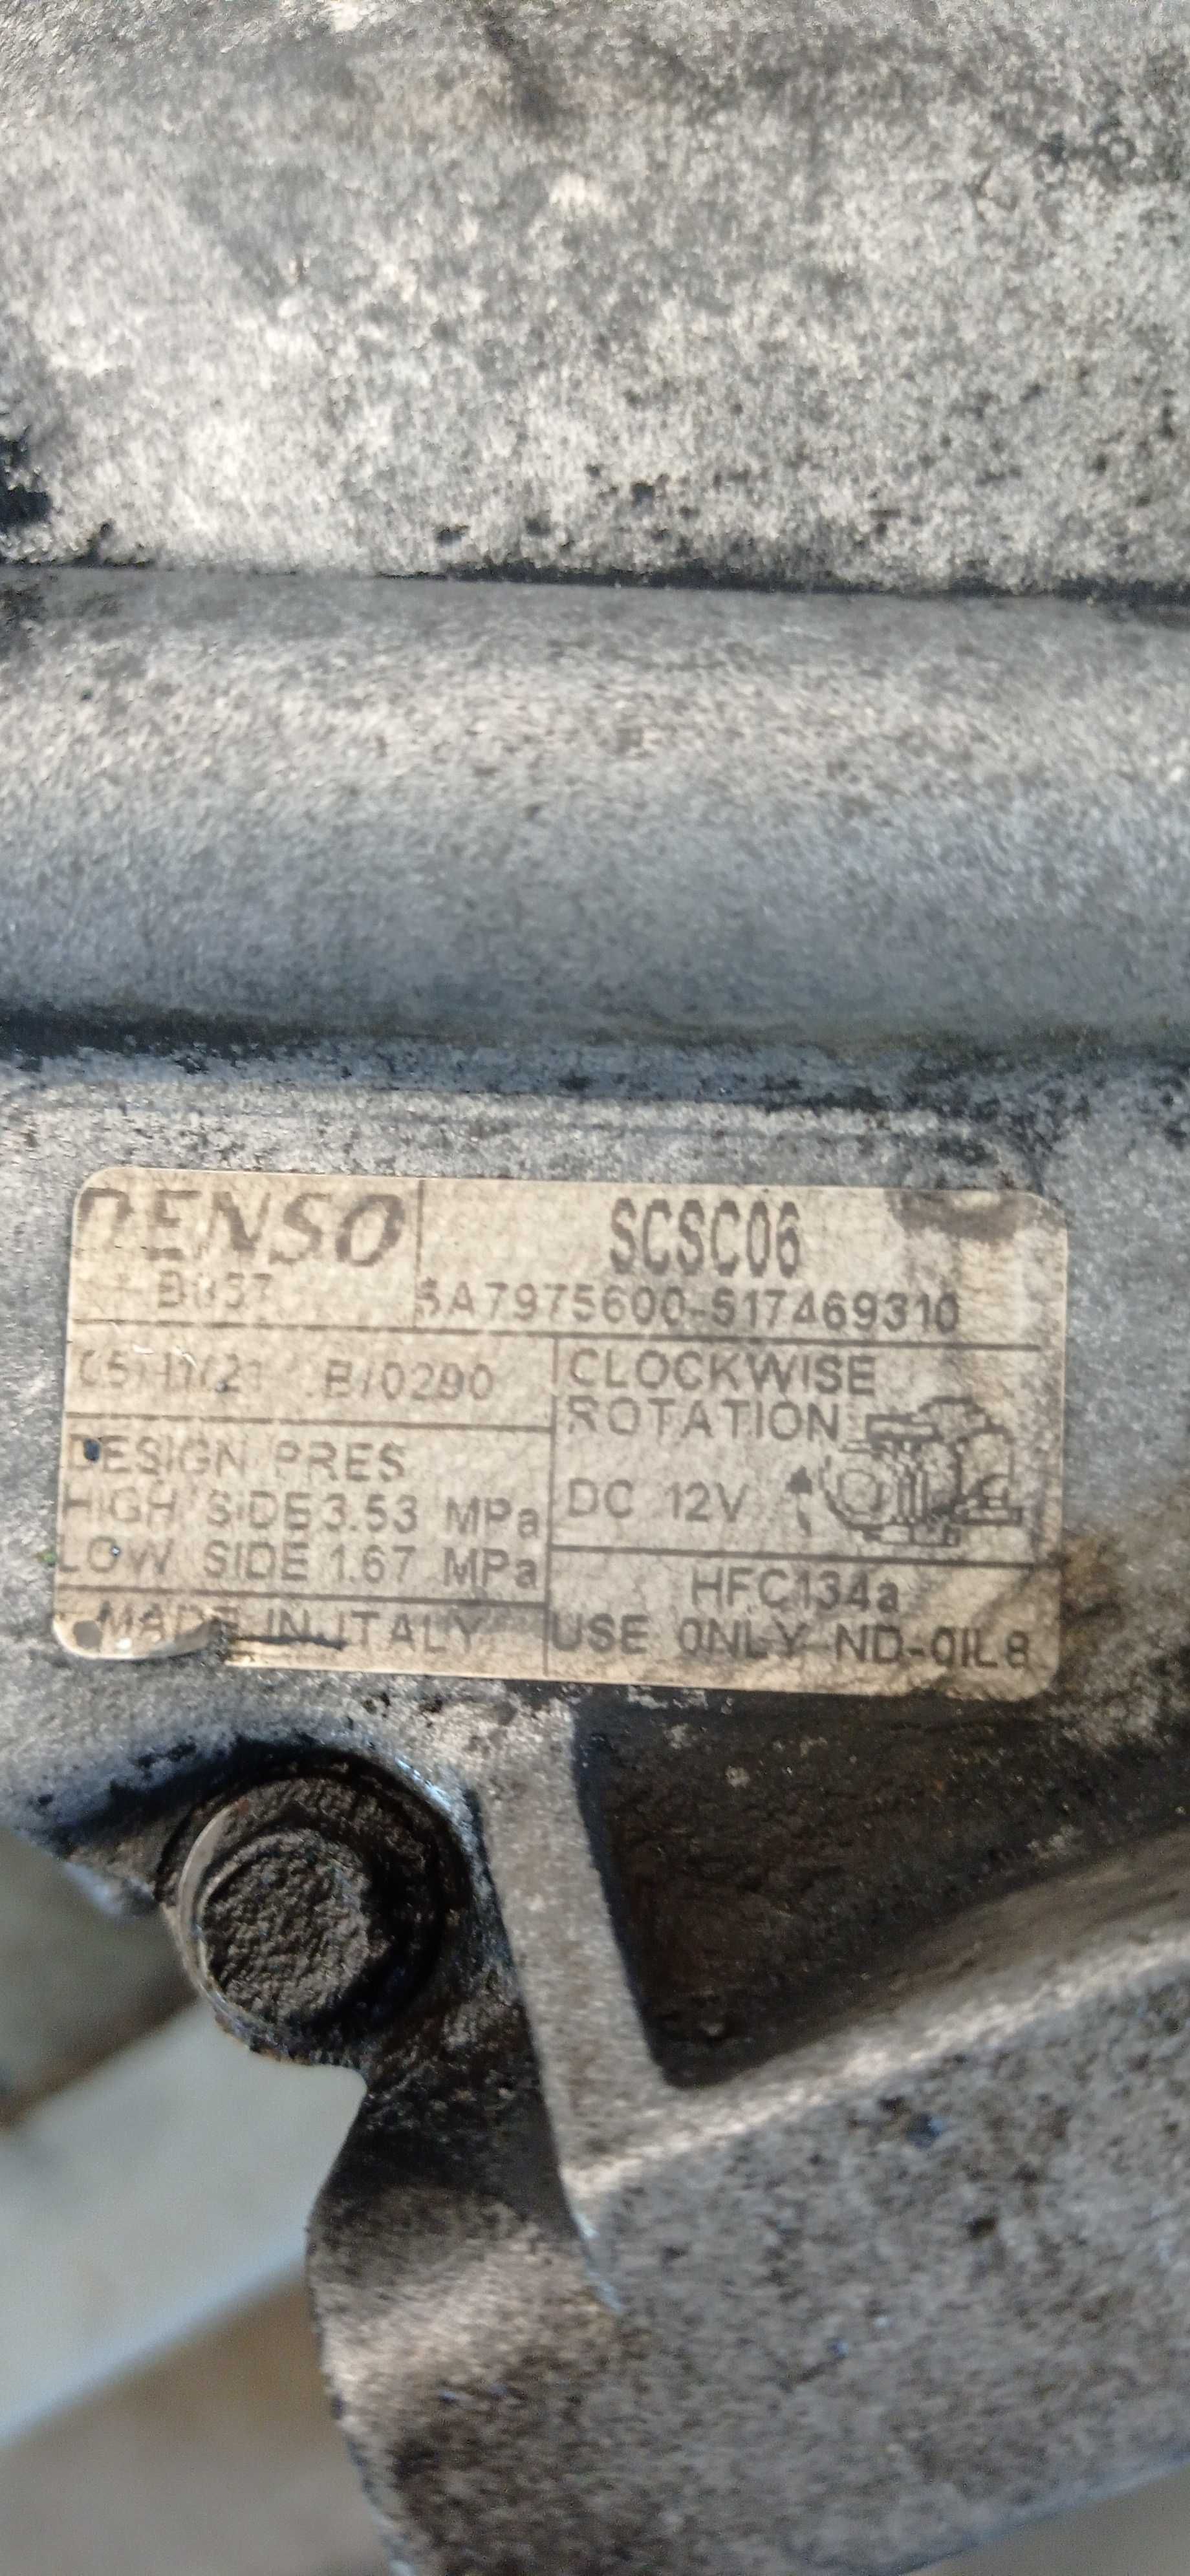 DENSO
SCSC06
5A7975600-517469310
B/0290
CLOCKWISE
ROTATION
DC 12V
DESIGN PRES
HIGH SIDE 3.53 MPa
LOW SIDE 1.67 MPa
HFC134a
MADE IN ITALY
USE ONLY ND-OIL8